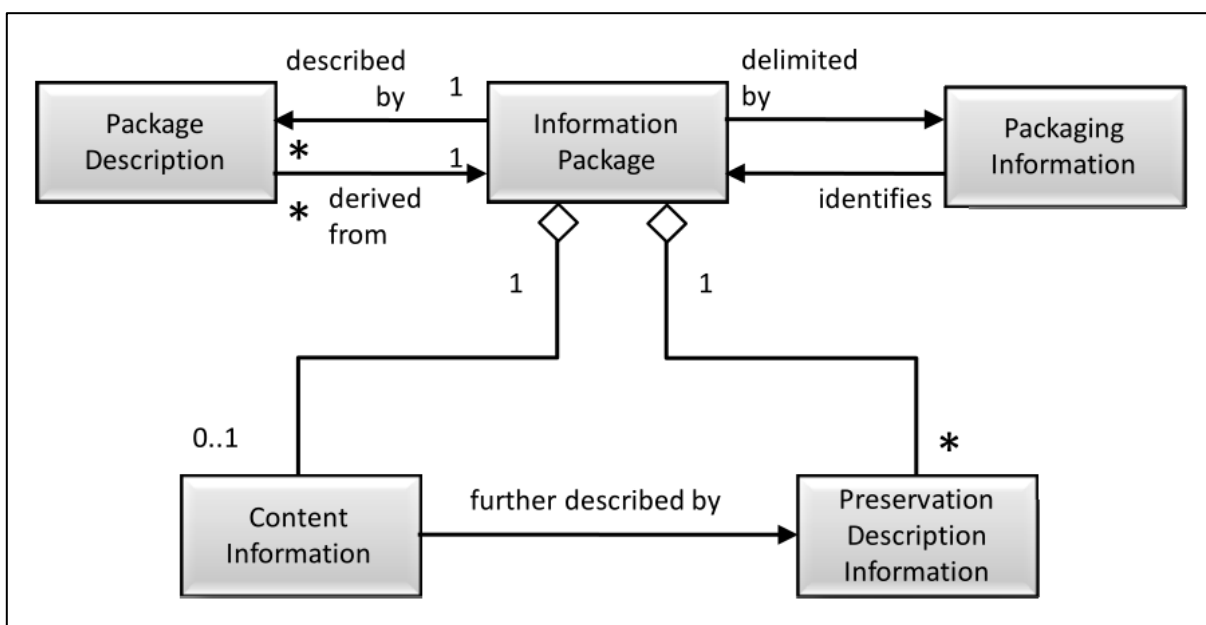 described
by
1
delimited
by
Package
Description
Information
Package
Packaging
Information
*
1
*
derived
from
identifies
1
1
0..1
*
Content
Information
further described by
Preservation
Description
Information